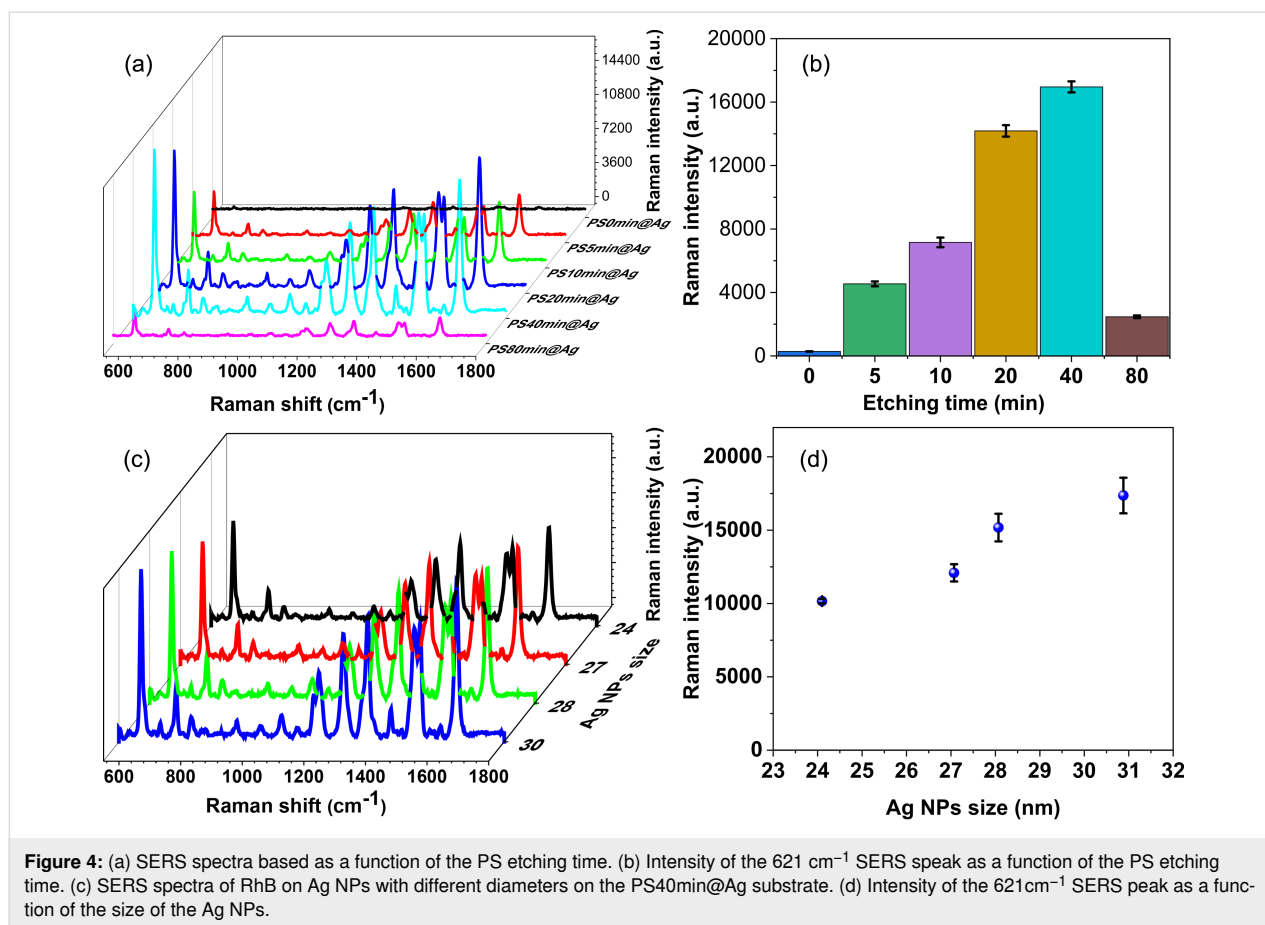 (a)
14400
10800
7200
3600
0
Raman intensity (a.u.)
PS0min@Ag
PS5min@Ag
PS10min@Ag
PS20min@Ag
PS40min@Ag
PS80min@Ag
600 800 1000 1200 1400 1600 1800
Raman shift (cm-1)
(b)
20000
16000
12000
8000
4000
0
Raman intensity (a.u.)
0 5 10 20 40 80
Etching time (min)
(c)
Raman intensity (a.u.)
24
27
28
30
Ag NPs size
600 800 1000 1200 1400 1600 1800
Raman shift (cm-1)
(d)
20000
15000
10000
5000
0
Raman intensity (a.u.)
23 24 25 26 27 28 29 30 31 32
Ag NPs size (nm)
Figure 4: (a) SERS spectra based as a function of the PS etching time. (b) Intensity of the 621 cm−1 SERS speak as a function of the PS etching
time. (c) SERS spectra of RhB on Ag NPs with different diameters on the PS40min@Ag substrate. (d) Intensity of the 621cm−1 SERS peak as a func-
tion of the size of the Ag NPs.